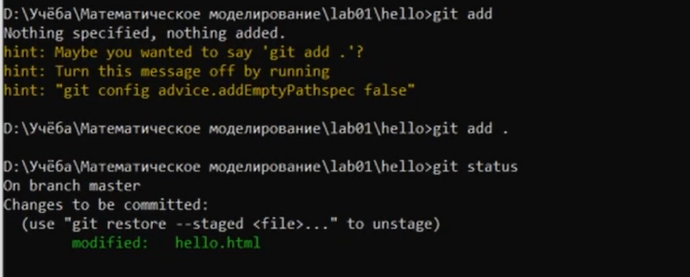 D:\Учёба\Математическое моделирование\lab01\hello>git add
Nothing specified, nothing added.
hint: Maybe you wanted to say 'git add .'?
hint: Turn this message off by running
hint: "git config advice.addEmptyPathspec false"
D:\Учёба\Математическое моделирование\lab01\hello>git add .
D:\Учёба\Математическое моделирование\lab01\hello>git status
On branch master
Changes to be committed:
(use "git restore --staged <file>..." to unstage)
modified: hello.html